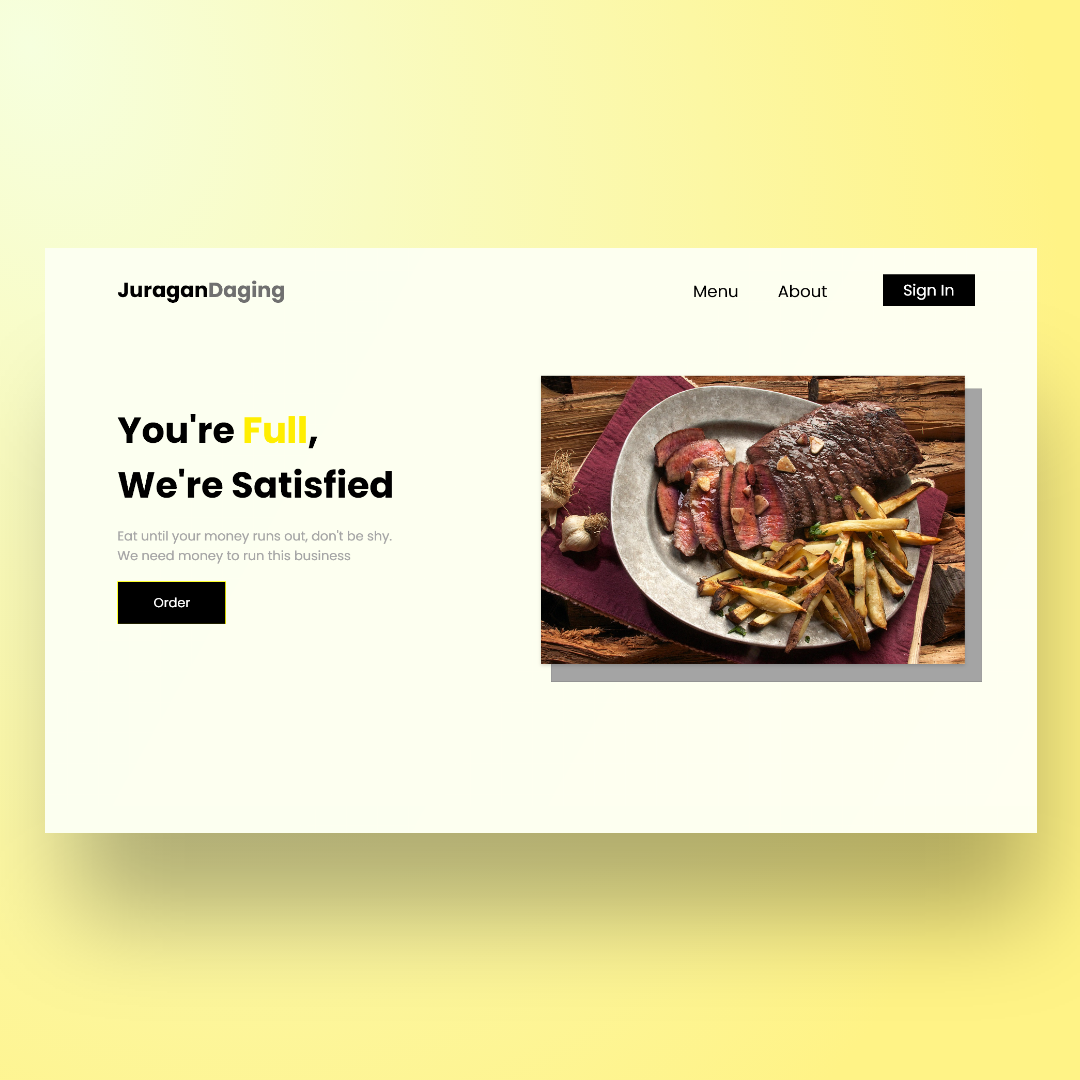 JuraganDaging
Menu About Sign In
You're Full,
We're Satisfied
Eat until your money runs out, don't be shy.
We need money to run this business
Order